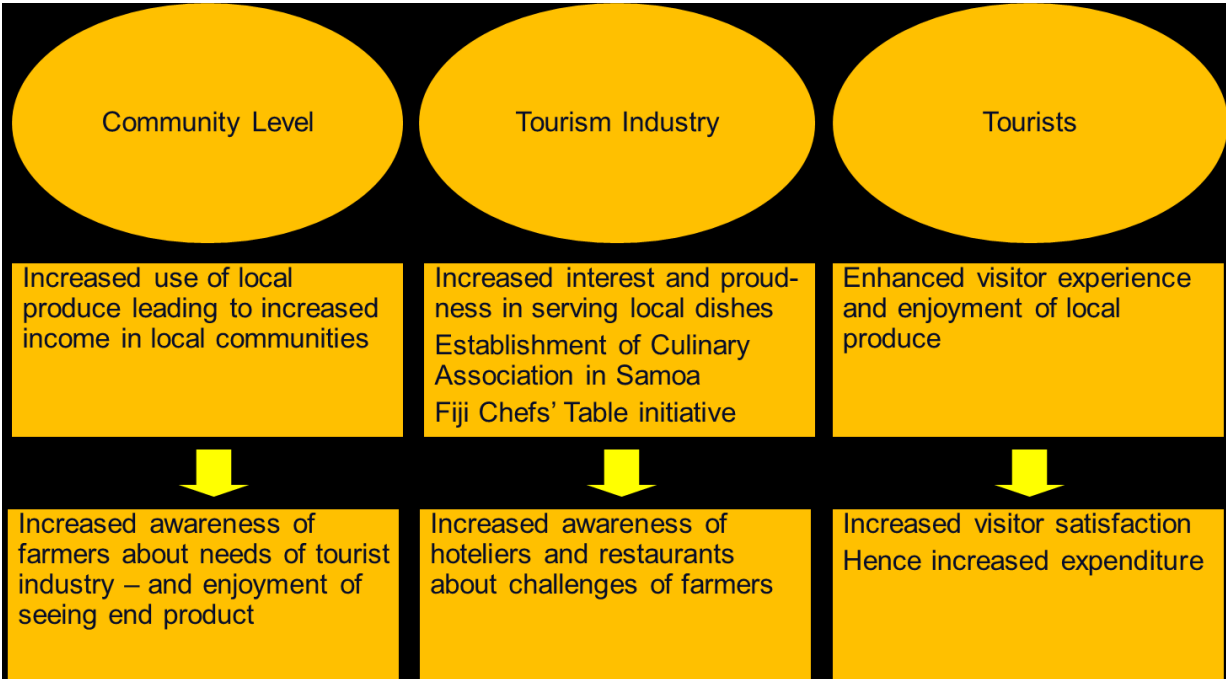 Community Level
Tourism Industry
Tourists
Increased use of local
produce leading to increased
income in local communities
Increased interest and proud-
ness in serving local dishes
Establishment of Culinary
Association in Samoa
Fiji Chefs’ Table initiative
Enhanced visitor experience
and enjoyment of local
produce
Increased awareness of
farmers about needs of tourist
industry – and enjoyment of
seeing end product
Increased awareness of
hoteliers and restaurants
about challenges of farmers
Increased visitor satisfaction
Hence increased expenditure